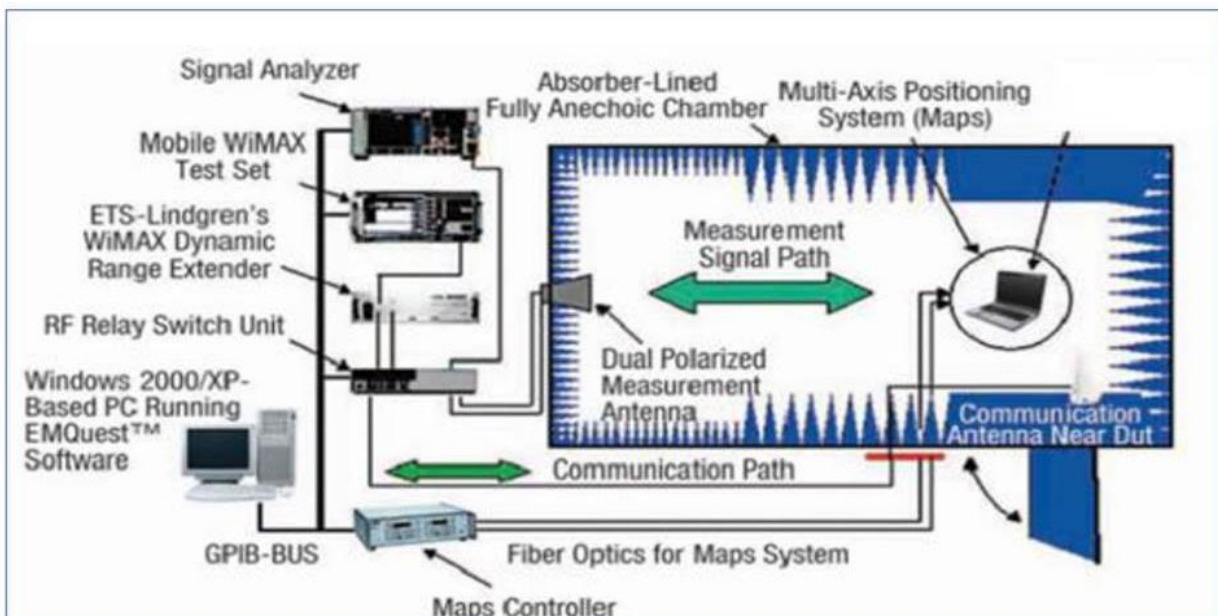 Signal Analyzer
Mobile WiMAX
Test Set
ETS-Lindgren's
WiMAX Dynamic
Range Extender
RF Relay Switch Unit
Windows 2000/XP-
Based PC Running
EMQuest™
Software
GPIB-BUS
Maps Controller
Absorber-Lined
Fully Anechoic Chamber
Multi-Axis Positioning
System (Maps)
Measurement
Signal Path
Dual Polarized
Measurement
Antenna
Communication
Antenna Near Dut
Communication Path
Fiber Optics for Maps System